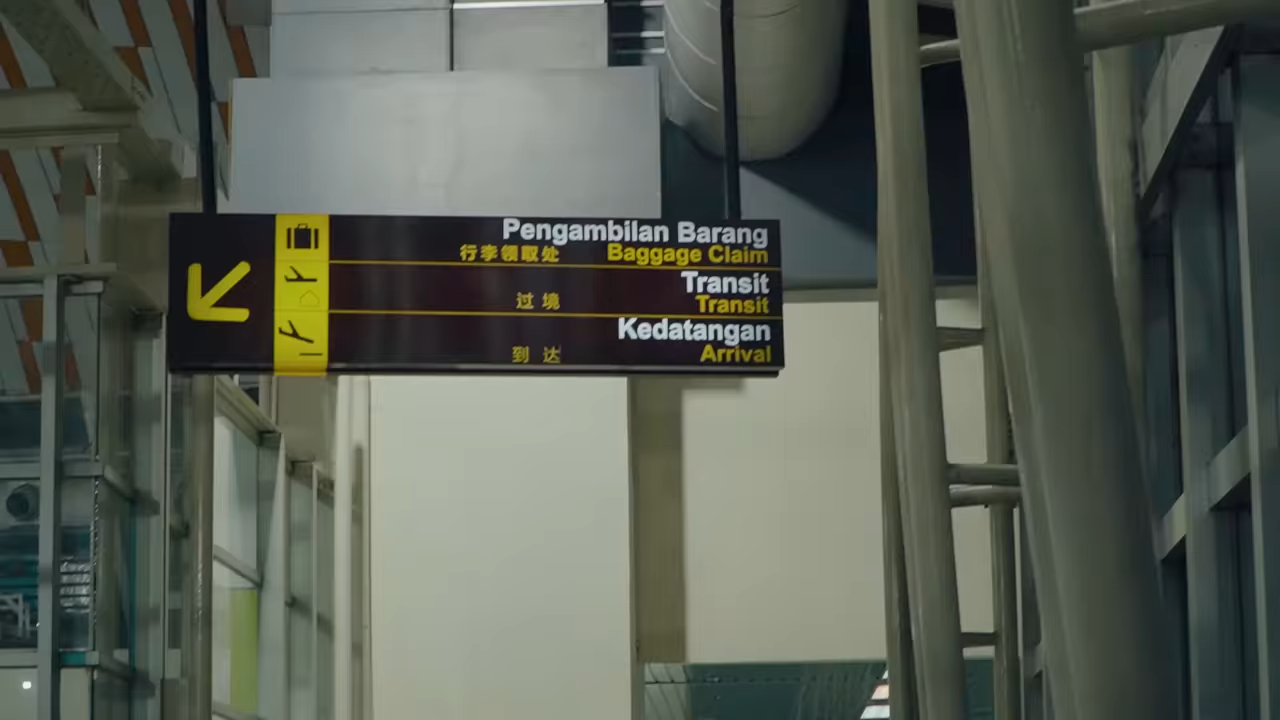 Pengambilan Barang
行李领取处 Baggage Claim
Transit
过境 Transit
Kedatangan
到达 Arrival